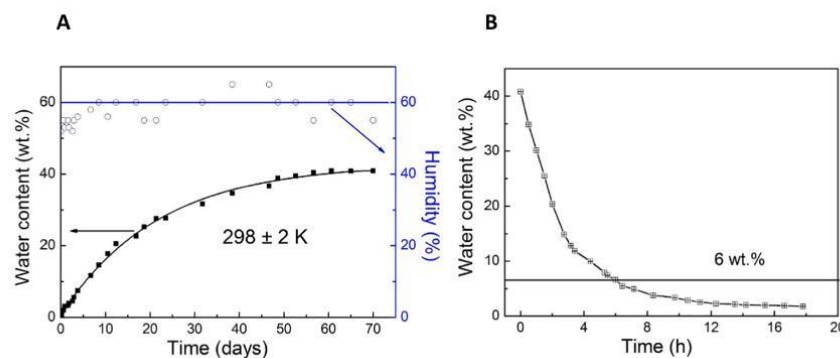 A
B
Water content (wt.%)
60
40
20
0
60
40
20
0
Humidity (%)
298 ± 2 K
0 10 20 30 40 50 60 70
Time (days)
Water content (wt.%)
40
30
20
10
0
6 wt.%
0 4 8 12 16 20
Time (h)